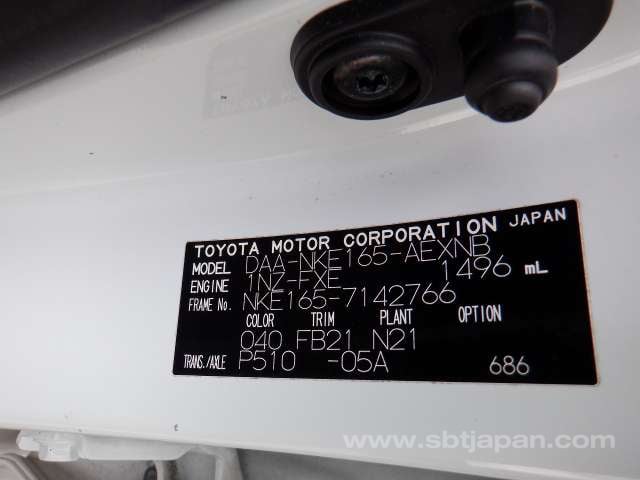 TOYOTA MOTOR CORPORATION JAPAN
MODEL DAA-NKE165-AEXNB
ENGINE 1NZ-FXE 1496 mL
FRAME No. NKE165-7142766
COLOR TRIM PLANT OPTION
040 FB21 N21
TRANS./AXLE P510 -05A 686
www.sbtjapan.com